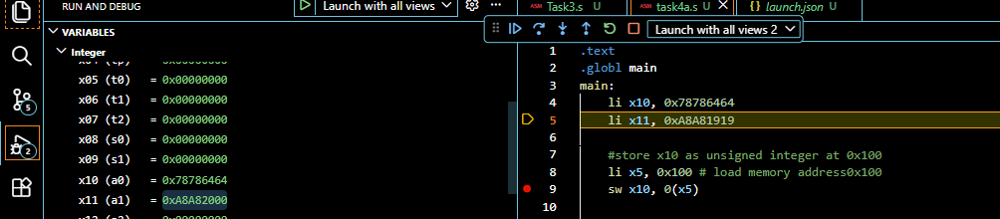 RUN AND DEBUG
Launch with all views
Task3.s U
task4a.s U
launch.json U
Launch with all views 2
VARIABLES
Integer
x05 (t0) = 0x00000000
x06 (t1) = 0x00000000
x07 (t2) = 0x00000000
x08 (s0) = 0x00000000
x09 (s1) = 0x00000000
x10 (a0) = 0x78786464
x11 (a1) = 0xA8A82000
5
2
1 .text
2 .globl main
3 main:
4 li x10, 0x78786464
5 li x11, 0xA8A81919
6
7 #store x10 as unsigned integer at 0x100
8 li x5, 0x100 # load memory address0x100
9 sw x10, 0(x5)
10